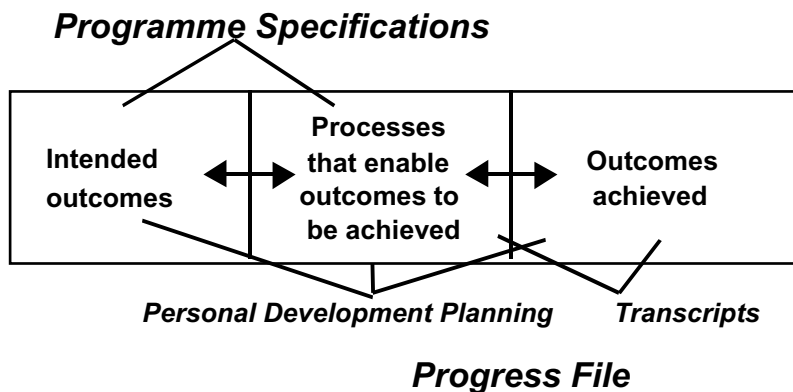 Programme Specifications
Intended
outcomes
Processes
that enable
outcomes to
be achieved
Outcomes
achieved
Personal Development Planning
Transcripts
Progress File